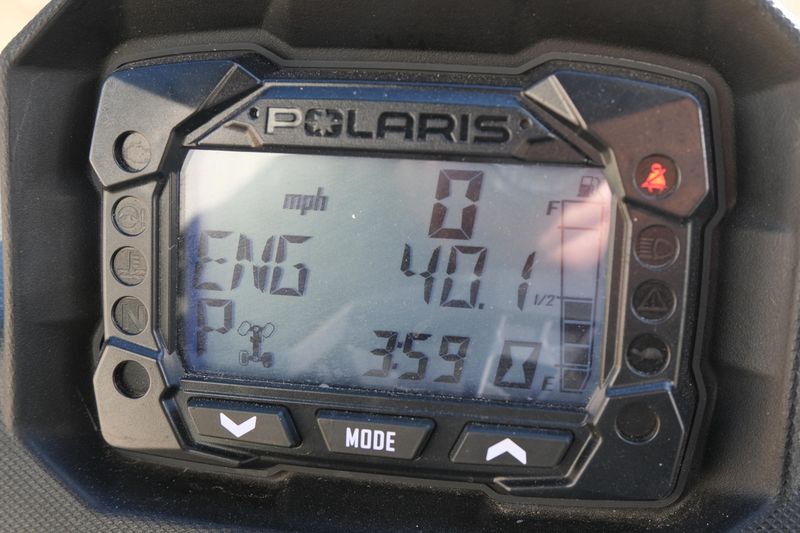 POLARIS
mph 0
F
ENG 40.1
1/2
P 3:59
E
N
MODE